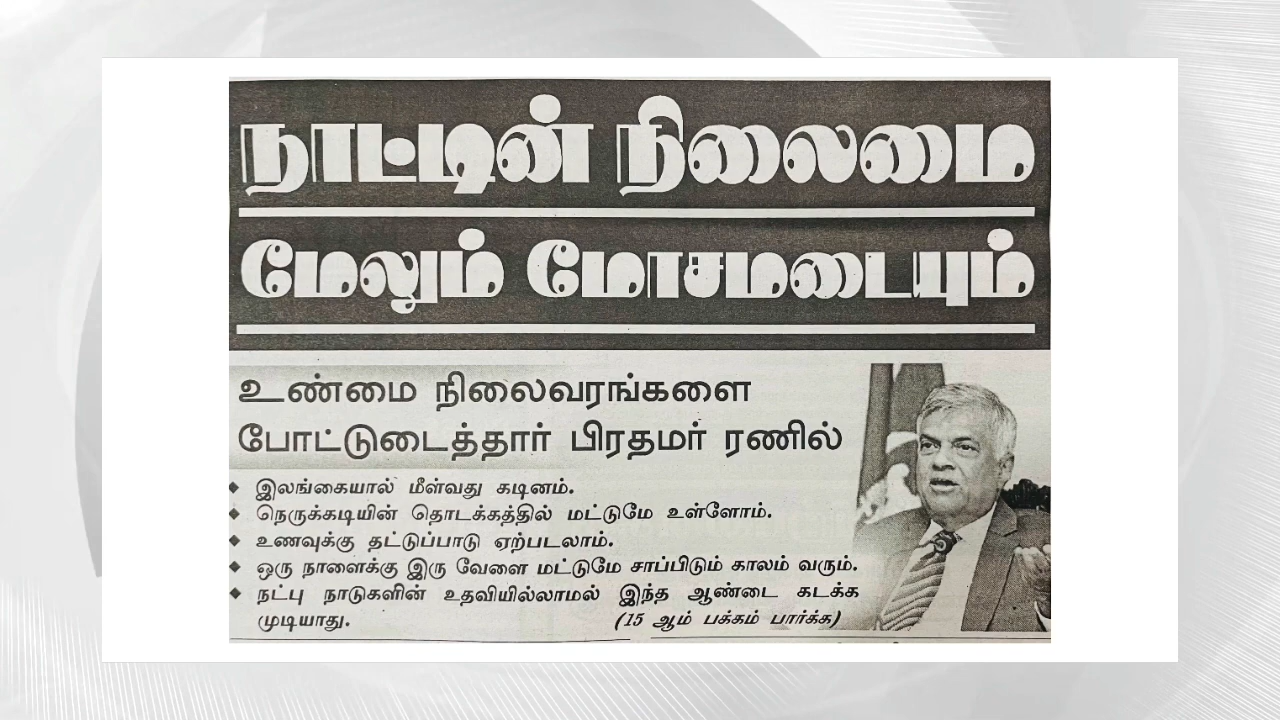 நாட்டின் நிலைமை
மேலும் மோசமடையும்
உண்மை நிலைவரங்களை
போட்டுடைத்தார் பிரதமர் ரணில்
◆ இலங்கையால் மீள்வது கடினம்.
◆ நெருக்கடியின் தொடக்கத்தில் மட்டுமே உள்ளோம்.
◆ உணவுக்கு தட்டுப்பாடு ஏற்படலாம்.
◆ ஒரு நாளைக்கு இரு வேளை மட்டுமே சாப்பிடும் காலம் வரும்.
◆ நட்பு நாடுகளின் உதவியில்லாமல் இந்த ஆண்டை கடக்க
முடியாது. (15 ஆம் பக்கம் பார்க்க)